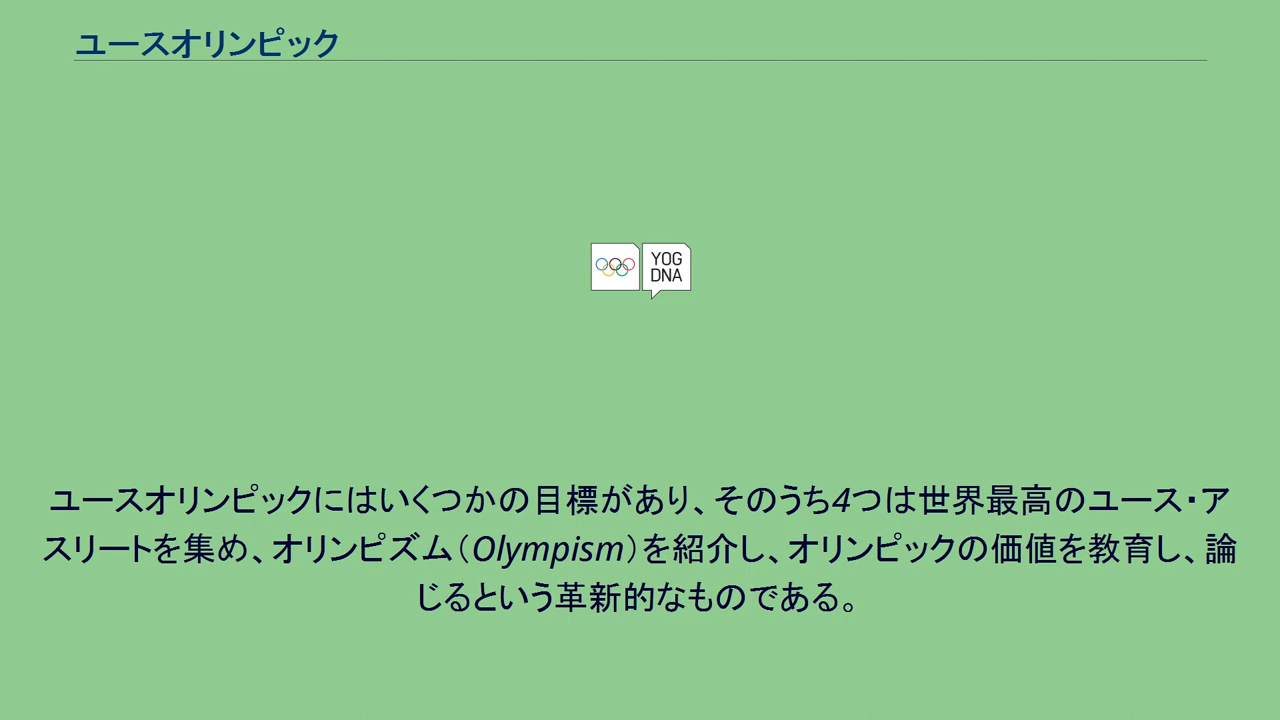 ユースオリンピック
YOG
DNA
ユースオリンピックにはいくつかの目標があり、そのうち4つは世界最高のユース・ア
スリートを集め、オリンピズム（Olympism）を紹介し、オリンピックの価値を教育し、論
じるという革新的なものである。